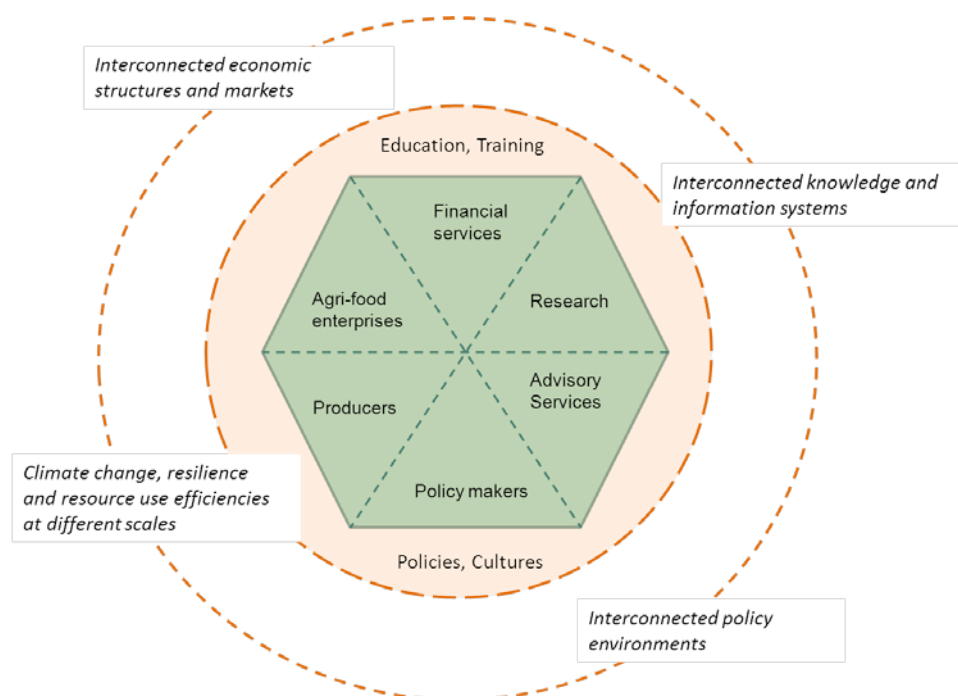 Interconnected economic
structures and markets
Education, Training
Interconnected knowledge and
information systems
Financial
services
Agri-food
enterprises
Research
Producers
Advisory
Services
Climate change, resilience
and resource use efficiencies
at different scales
Policy makers
Policies, Cultures
Interconnected policy
environments